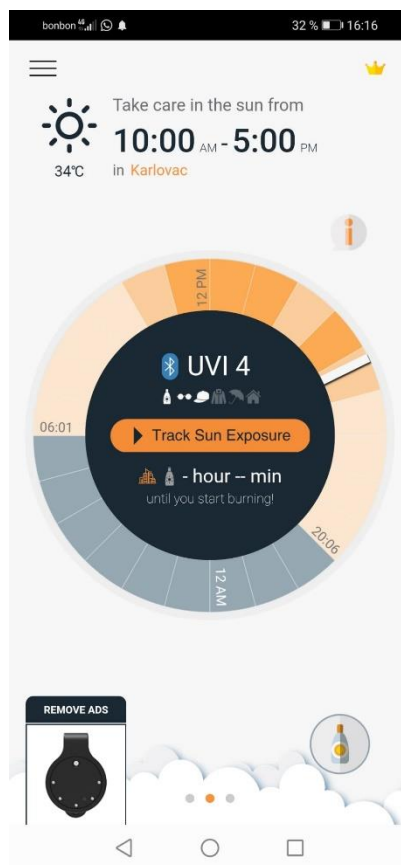 bonbon 4G 32 % 16:16
Take care in the sun from
10:00 AM - 5:00 PM
34°C in Karlovac
12 PM
UVI 4
06:01
Track Sun Exposure
- hour -- min
until you start burning!
20:06
12 AM
REMOVE ADS